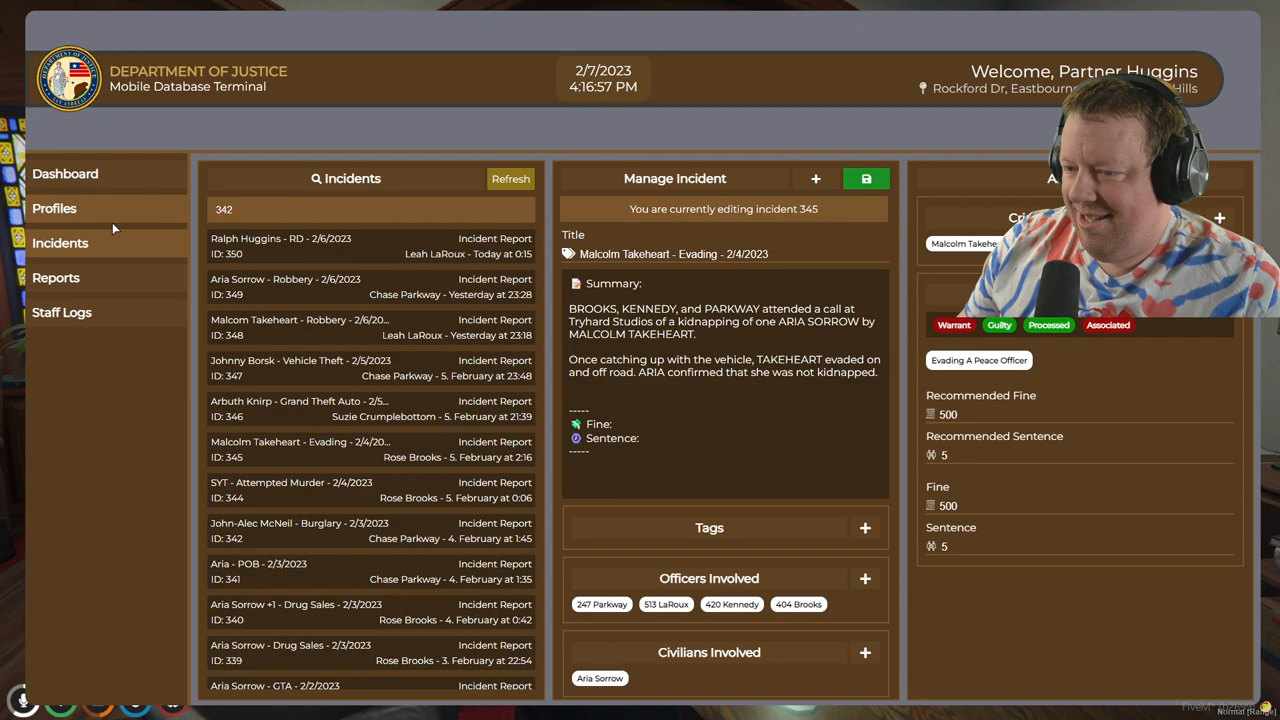 DEPARTMENT OF JUSTICE
Mobile Database Terminal
2/7/2023
4:16:57 PM
Welcome, Partner Huggins
Rockford Dr, Eastbourne Hills
Dashboard
Profiles
Incidents
Reports
Staff Logs
Incidents
Refresh
342
Ralph Huggins - RD - 2/6/2023 Incident Report
ID: 350 Leah LaRoux - Today at 0:15
Aria Sorrow - Robbery - 2/6/2023 Incident Report
ID: 349 Chase Parkway - Yesterday at 23:28
Malcom Takeheart - Robbery - 2/6/20... Incident Report
ID: 348 Leah LaRoux - Yesterday at 23:18
Johnny Borsk - Vehicle Theft - 2/5/2023 Incident Report
ID: 347 Chase Parkway - 5. February at 23:48
Arbuth Knirp - Grand Theft Auto - 2/5... Incident Report
ID: 346 Suzie Crumplebottom - 5. February at 21:39
Malcolm Takeheart - Evading - 2/4/20... Incident Report
ID: 345 Rose Brooks - 5. February at 2:16
SYT - Attempted Murder - 2/4/2023 Incident Report
ID: 344 Rose Brooks - 5. February at 0:06
John-Alec McNeil - Burglary - 2/3/2023 Incident Report
ID: 342 Chase Parkway - 4. February at 1:45
Aria - POB - 2/3/2023 Incident Report
ID: 341 Chase Parkway - 4. February at 1:35
Aria Sorrow +1 - Drug Sales - 2/3/2023 Incident Report
ID: 340 Rose Brooks - 4. February at 0:42
Aria Sorrow - Drug Sales - 2/3/2023 Incident Report
ID: 339 Rose Brooks - 3. February at 22:54
Aria Sorrow - GTA - 2/2/2023 Incident Report
Manage Incident
You are currently editing incident 345
Title
Malcolm Takeheart - Evading - 2/4/2023
Summary:
BROOKS, KENNEDY, and PARKWAY attended a call at
Tryhard Studios of a kidnapping of one ARIA SORROW by
MALCOLM TAKEHEART.
Once catching up with the vehicle, TAKEHEART evaded on
and off road. ARIA confirmed that she was not kidnapped.
-----
Fine:
Sentence:
-----
Tags
Officers Involved
247 Parkway 513 LaRoux 420 Kennedy 404 Brooks
Civilians Involved
Aria Sorrow
Malcolm Takehe
Warrant Guilty Processed Associated
Evading A Peace Officer
Recommended Fine
500
Recommended Sentence
5
Fine
500
Sentence
5
Normal [Range]